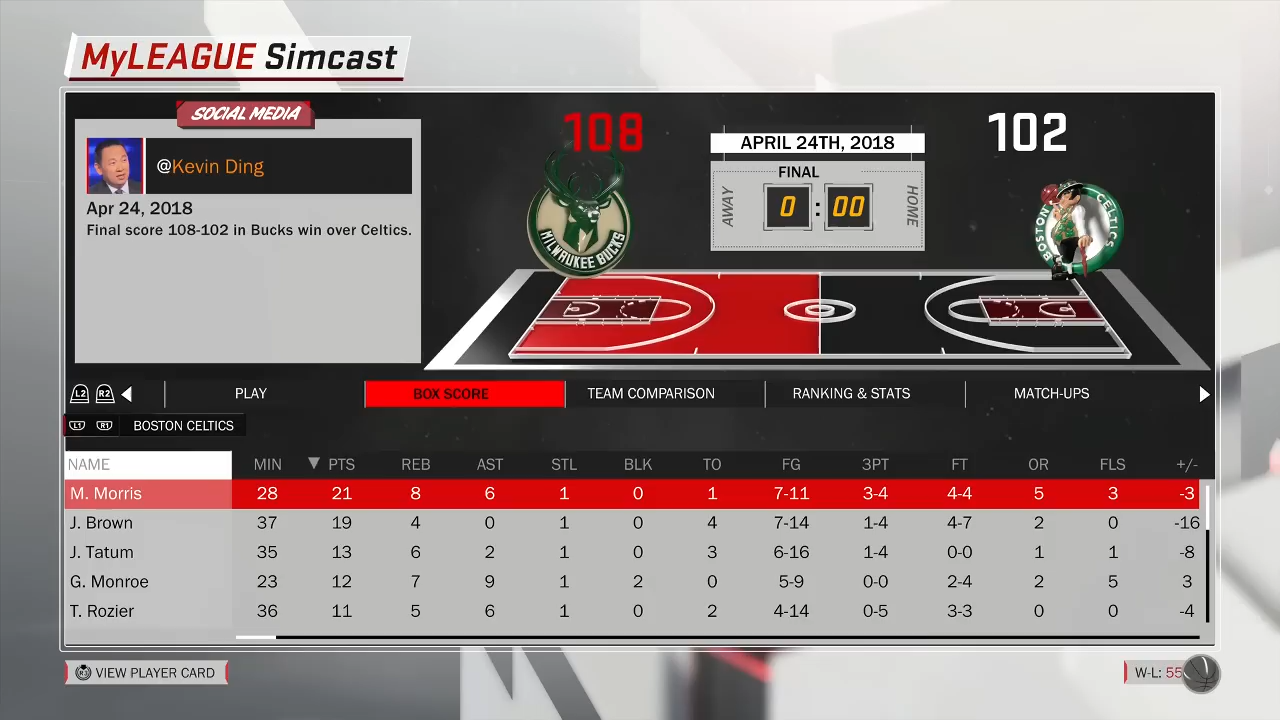 MyLEAGUE Simcast
SOCIAL MEDIA
@Kevin Ding
Apr 24, 2018
Final score 108-102 in Bucks win over Celtics.
108
MILWAUKEE BUCKS
APRIL 24TH, 2018
FINAL
AWAY
0 : 00
HOME
102
BOSTON CELTICS
L2 R2 PLAY BOX SCORE TEAM COMPARISON RANKING & STATS MATCH-UPS
L1 R1 BOSTON CELTICS
NAME MIN PTS REB AST STL BLK TO FG 3PT FT OR FLS +/-
M. Morris 28 21 8 6 1 0 1 7-11 3-4 4-4 5 3 -3
J. Brown 37 19 4 0 1 0 4 7-14 1-4 4-7 2 0 -16
J. Tatum 35 13 6 2 1 0 3 6-16 1-4 0-0 1 1 -8
G. Monroe 23 12 7 9 1 2 0 5-9 0-0 2-4 2 5 3
T. Rozier 36 11 5 6 1 0 2 4-14 0-5 3-3 0 0 -4
R3 VIEW PLAYER CARD
W-L: 55